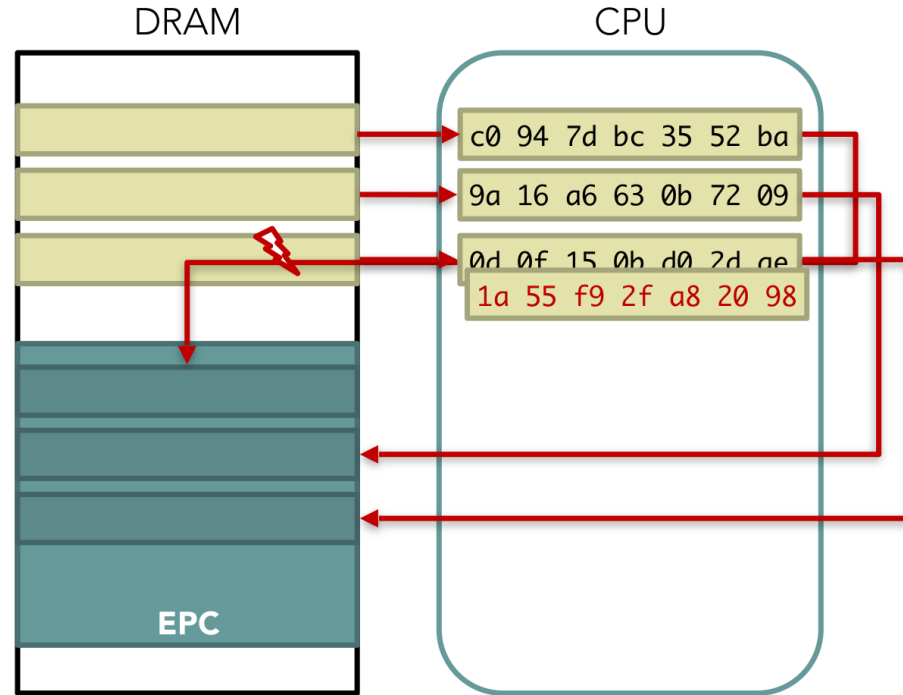 DRAM
CPU
c0 94 7d bc 35 52 ba
9a 16 a6 63 0b 72 09
0d 0f 15 0b d0 2d ae
1a 55 f9 2f a8 20 98
EPC